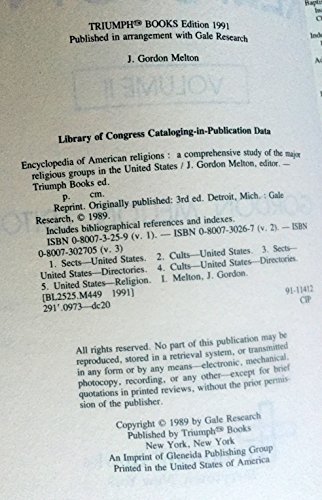 TRIUMPH™ BOOKS Edition 1991
Published in arrangement with Gale Research
J. Gordon Melton
VOLUME II
Library of Congress Cataloging-in-Publication Data
Encyclopedia of American religions : a comprehensive study of the major
religious groups in the United States / J. Gordon Melton, editor. —
Triumph Books ed.
p. cm.
Reprint. Originally published: 3rd ed. Detroit, Mich. : Gale
Research, © 1989.
Includes bibliographical references and indexes.
ISBN 0-8007-3-25-9 (v. 1). — ISBN 0-8007-3026-7 (v. 2). — ISBN
0-8007-302705 (v. 3)
1. Sects—United States. 2. Cults—United States. 3. Sects—
United States—Directories. 4. Cults—United States—Directories.
5. United States—Religion. I. Melton, J. Gordon.
[BL2525.M449 1991]
291'.0973—dc20
91-11412
CIP
All rights reserved. No part of this publication may be
reproduced, stored in a retrieval system, or transmitted
in any form or by any means—electronic, mechanical,
photocopy, recording, or any other—except for brief
quotations in printed reviews, without the prior permis-
sion of the publisher.
Copyright © 1989 by Gale Research
Published by Triumph™ Books
New York, New York
An Imprint of Gleneida Publishing Group
Printed in the United States of America